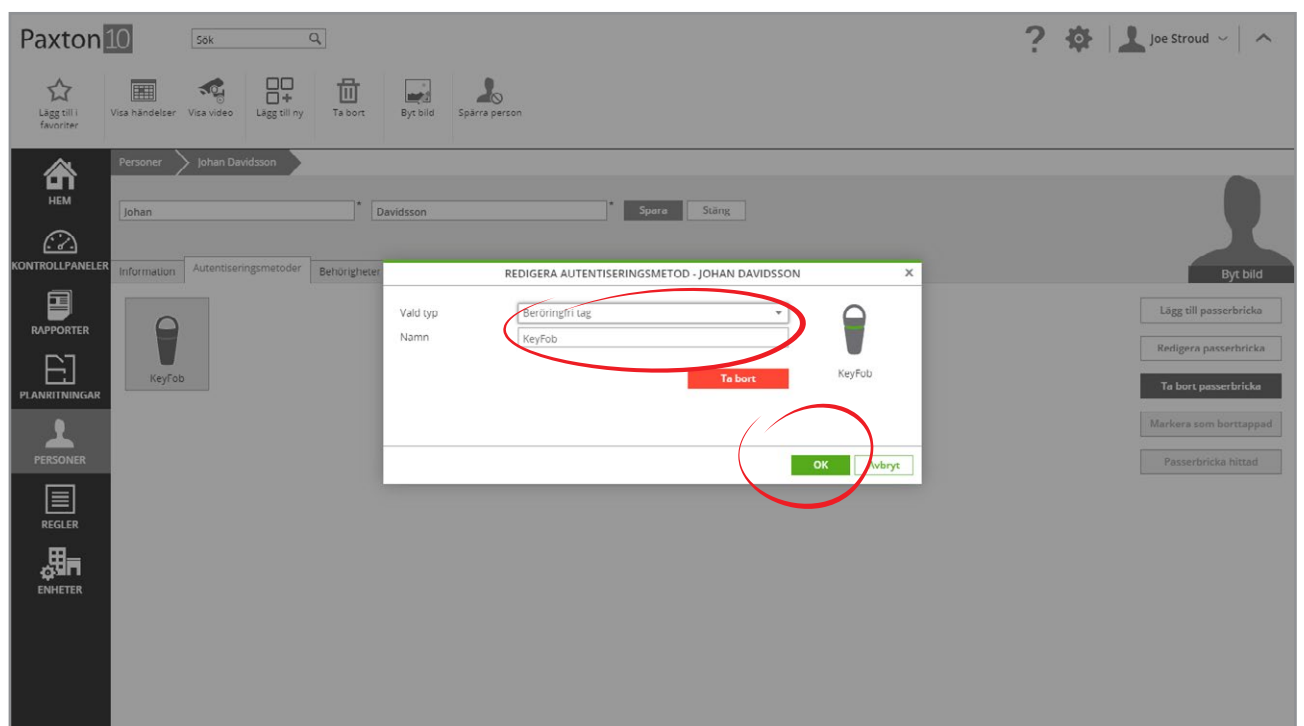 Paxton10
Sök
Joe Stroud
Lägg till i
favoriter
Visa händelser
Visa video
Lägg till ny
Ta bort
Byt bild
Spärra person
HEM
KONTROLLPANELER
RAPPORTER
PLANRITNINGAR
PERSONER
REGLER
ENHETER
Personer
Johan Davidsson
Johan *
Davidsson *
Spara
Stäng
Byt bild
Information
Autentiseringsmetoder
Behörigheter
KeyFob
REDIGERA AUTENTISERINGSMETOD - JOHAN DAVIDSSON
X
Vald typ
Beröringfri tag
Namn
KeyFob
Ta bort
KeyFob
OK
Avbryt
Lägg till passerbricka
Redigera passerbricka
Ta bort passerbricka
Markera som borttappad
Passerbricka hittad